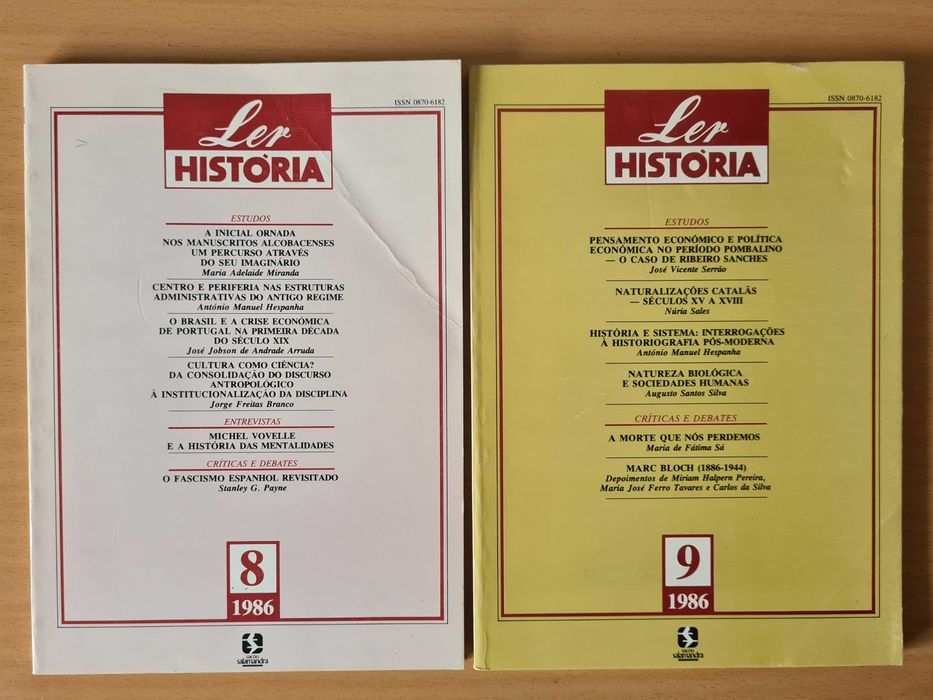 ISSN 0870-6182
Ler
HISTÓRIA
ESTUDOS
A INICIAL ORNADA
NOS MANUSCRITOS ALCOBACENSES
UM PERCURSO ATRAVÉS
DO SEU IMAGINÁRIO
Maria Adelaide Miranda
CENTRO E PERIFERIA NAS ESTRUTURAS
ADMINISTRATIVAS DO ANTIGO REGIME
António Manuel Hespanha
O BRASIL E A CRISE ECONÓMICA
DE PORTUGAL NA PRIMEIRA DÉCADA
DO SÉCULO XIX
José Jobson de Andrade Arruda
CULTURA COMO CIÊNCIA?
DA CONSOLIDAÇÃO DO DISCURSO
ANTROPOLÓGICO
À INSTITUCIONALIZAÇÃO DA DISCIPLINA
Jorge Freitas Branco
ENTREVISTAS
MICHEL VOVELLE
E A HISTÓRIA DAS MENTALIDADES
CRÍTICAS E DEBATES
O FASCISMO ESPANHOL REVISITADO
Stanley G. Payne
8
1986
EDIÇÕES
salamandra
ISSN 0870-6182
Ler
HISTÓRIA
ESTUDOS
PENSAMENTO ECONÓMICO E POLÍTICA
ECONÓMICA NO PERÍODO POMBALINO
— O CASO DE RIBEIRO SANCHES
José Vicente Serrão
NATURALIZAÇÕES CATALÃS
— SÉCULOS XV A XVIII
Núria Sales
HISTÓRIA E SISTEMA: INTERROGAÇÕES
À HISTORIOGRAFIA PÓS-MODERNA
António Manuel Hespanha
NATUREZA BIOLÓGICA
E SOCIEDADES HUMANAS
Augusto Santos Silva
CRÍTICAS E DEBATES
A MORTE QUE NÓS PERDEMOS
Maria de Fátima Sá
MARC BLOCH (1886-1944)
Depoimentos de Miriam Halpern Pereira,
Maria José Ferro Tavares e Carlos da Silva
9
1986
EDIÇÕES
salamandra